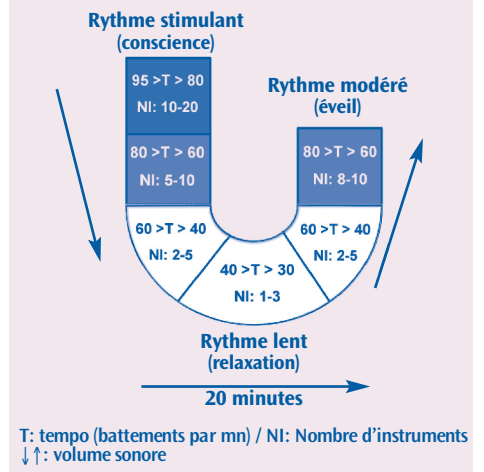 Rythme stimulant
(conscience)
95 >T > 80
NI: 10-20
80 >T > 60
NI: 5-10
60 >T > 40
NI: 2-5
40 >T > 30
NI: 1-3
Rythme modéré
(éveil)
80 >T > 60
NI: 8-10
60 >T > 40
NI: 2-5
Rythme lent
(relaxation)
20 minutes
T: tempo (battements par mn) / NI: Nombre d’instruments
↓↑: volume sonore